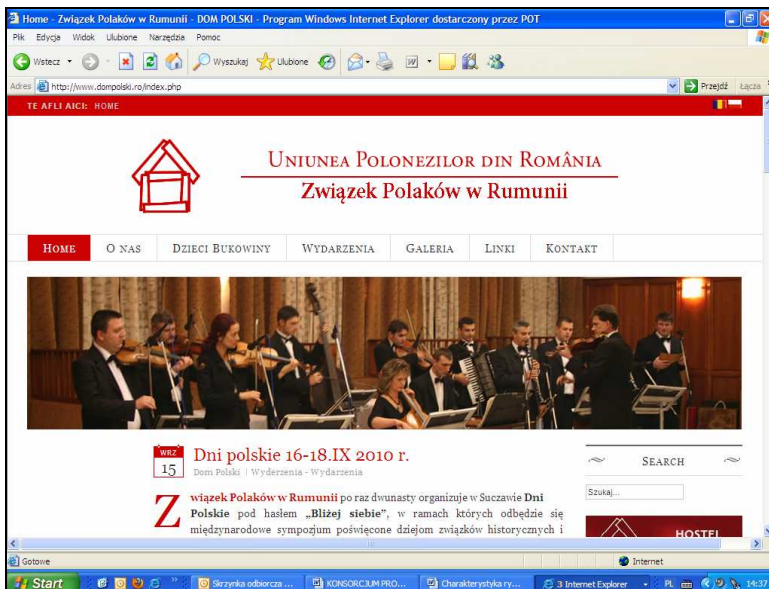 Home - Związek Polaków w Rumunii - DOM POLSKI - Program Windows Internet Explorer dostarczony przez POT
Plik Edycja Widok Ulubione Narzędzia Pomoc
Wstecz Wyszukaj Ulubione
Adres http://www.dompolski.ro/index.php Przejdź Łącza
TE AFLI AICI: HOME
UNIUNEA POLONEZILOR DIN ROMÂNIA
Związek Polaków w Rumunii
HOME O NAS DZIECI BUKOWINY WYDARZENIA GALERIA LINKI KONTAKT
WRZ
15
Dni polskie 16-18.IX 2010 r.
Dom Polski | Wyderzenia - Wydarzenia
SEARCH
Szukaj...
Związek Polaków w Rumunii po raz dwunasty organizuje w Suczawie Dni
Polskie pod hasłem „Bliżej siebie”, w ramach których odbędzie się
międzynarodowe sympozjum poświęcone dziejom związków historycznych i
HOSTEL
Gotowe Internet
Start Skrzynka odbiorcza ... KONSORCJUM PRO... Charakterystyka ry... 3 Internet Explorer PL 14:37